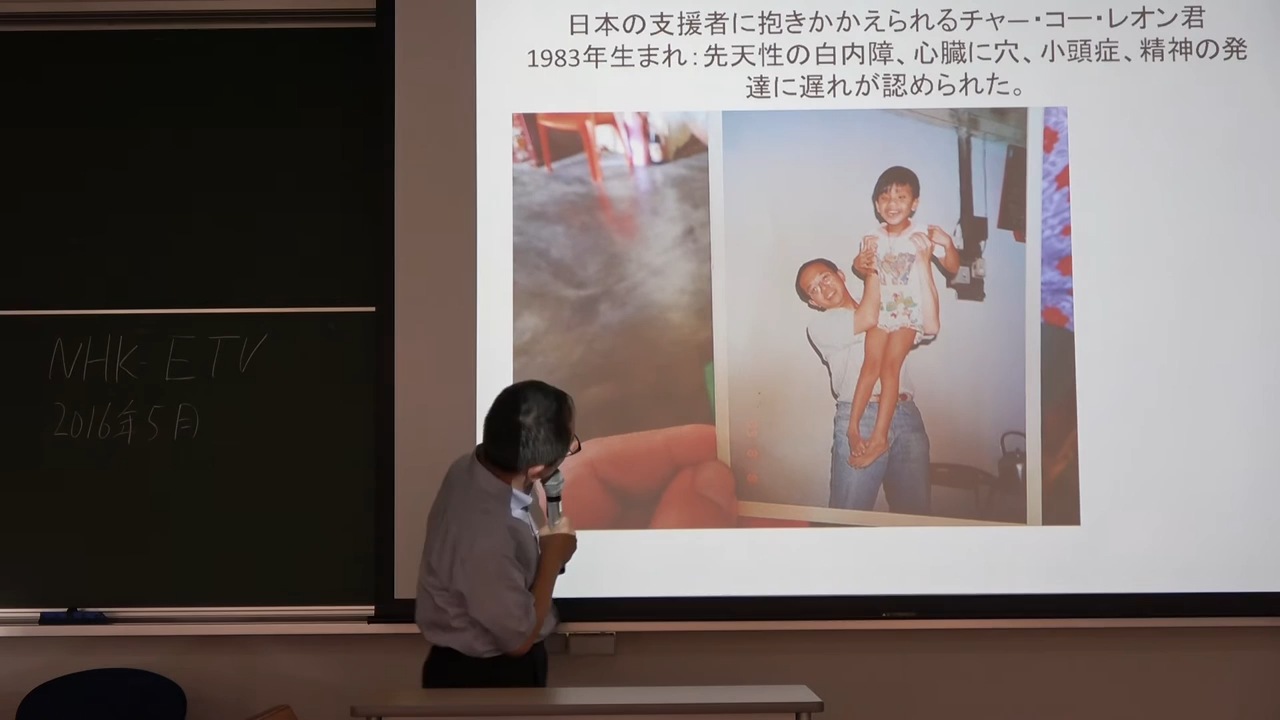 日本の支援者に抱きかかえられるチャー・コー・レオン君
1983年生まれ：先天性の白内障、心臓に穴、小頭症、精神の発
達に遅れが認められた。
NHK-ETV
2016年5月